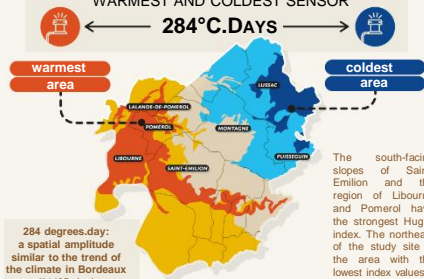 WARMEST AND COLDEST SENSOR
284°C.DAYS
warmest
area
coldest
area
LUSSAC
LALANDE-DE-POMEROL
POMEROL
MONTAGNE
LIBOURNE
SAINT-EMILION
PUISSEGUIN
284 degrees.day:
a spatial amplitude
similar to the trend of
the climate in Bordeaux
The south-facin
slopes of Sain
Emilion and th
region of Libourn
and Pomerol hav
the strongest Hugl
index. The northeas
of the study site i
the area with th
lowest index values